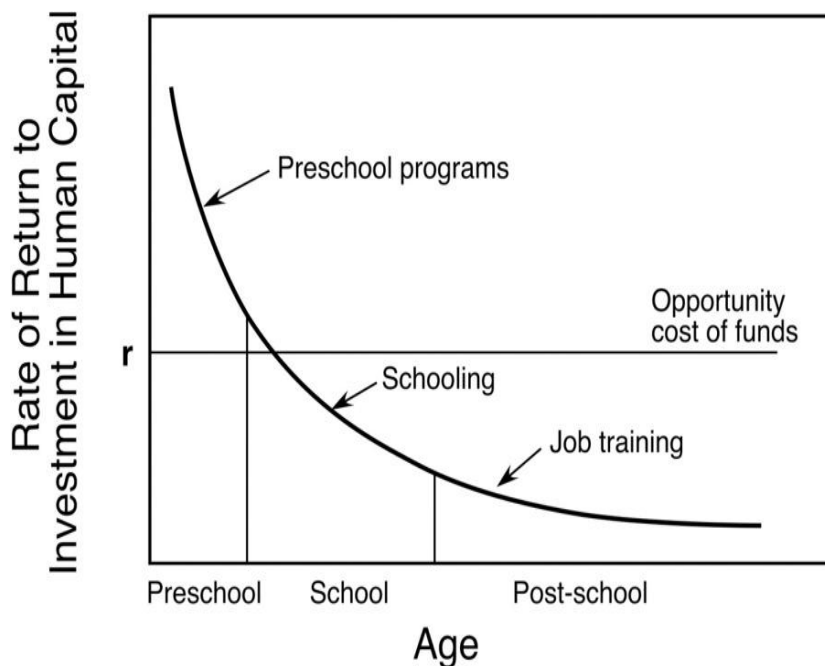 Rate of Return to
Investment in Human Capital
Preschool programs
Opportunity
cost of funds
r
Schooling
Job training
Preschool
School
Post-school
Age